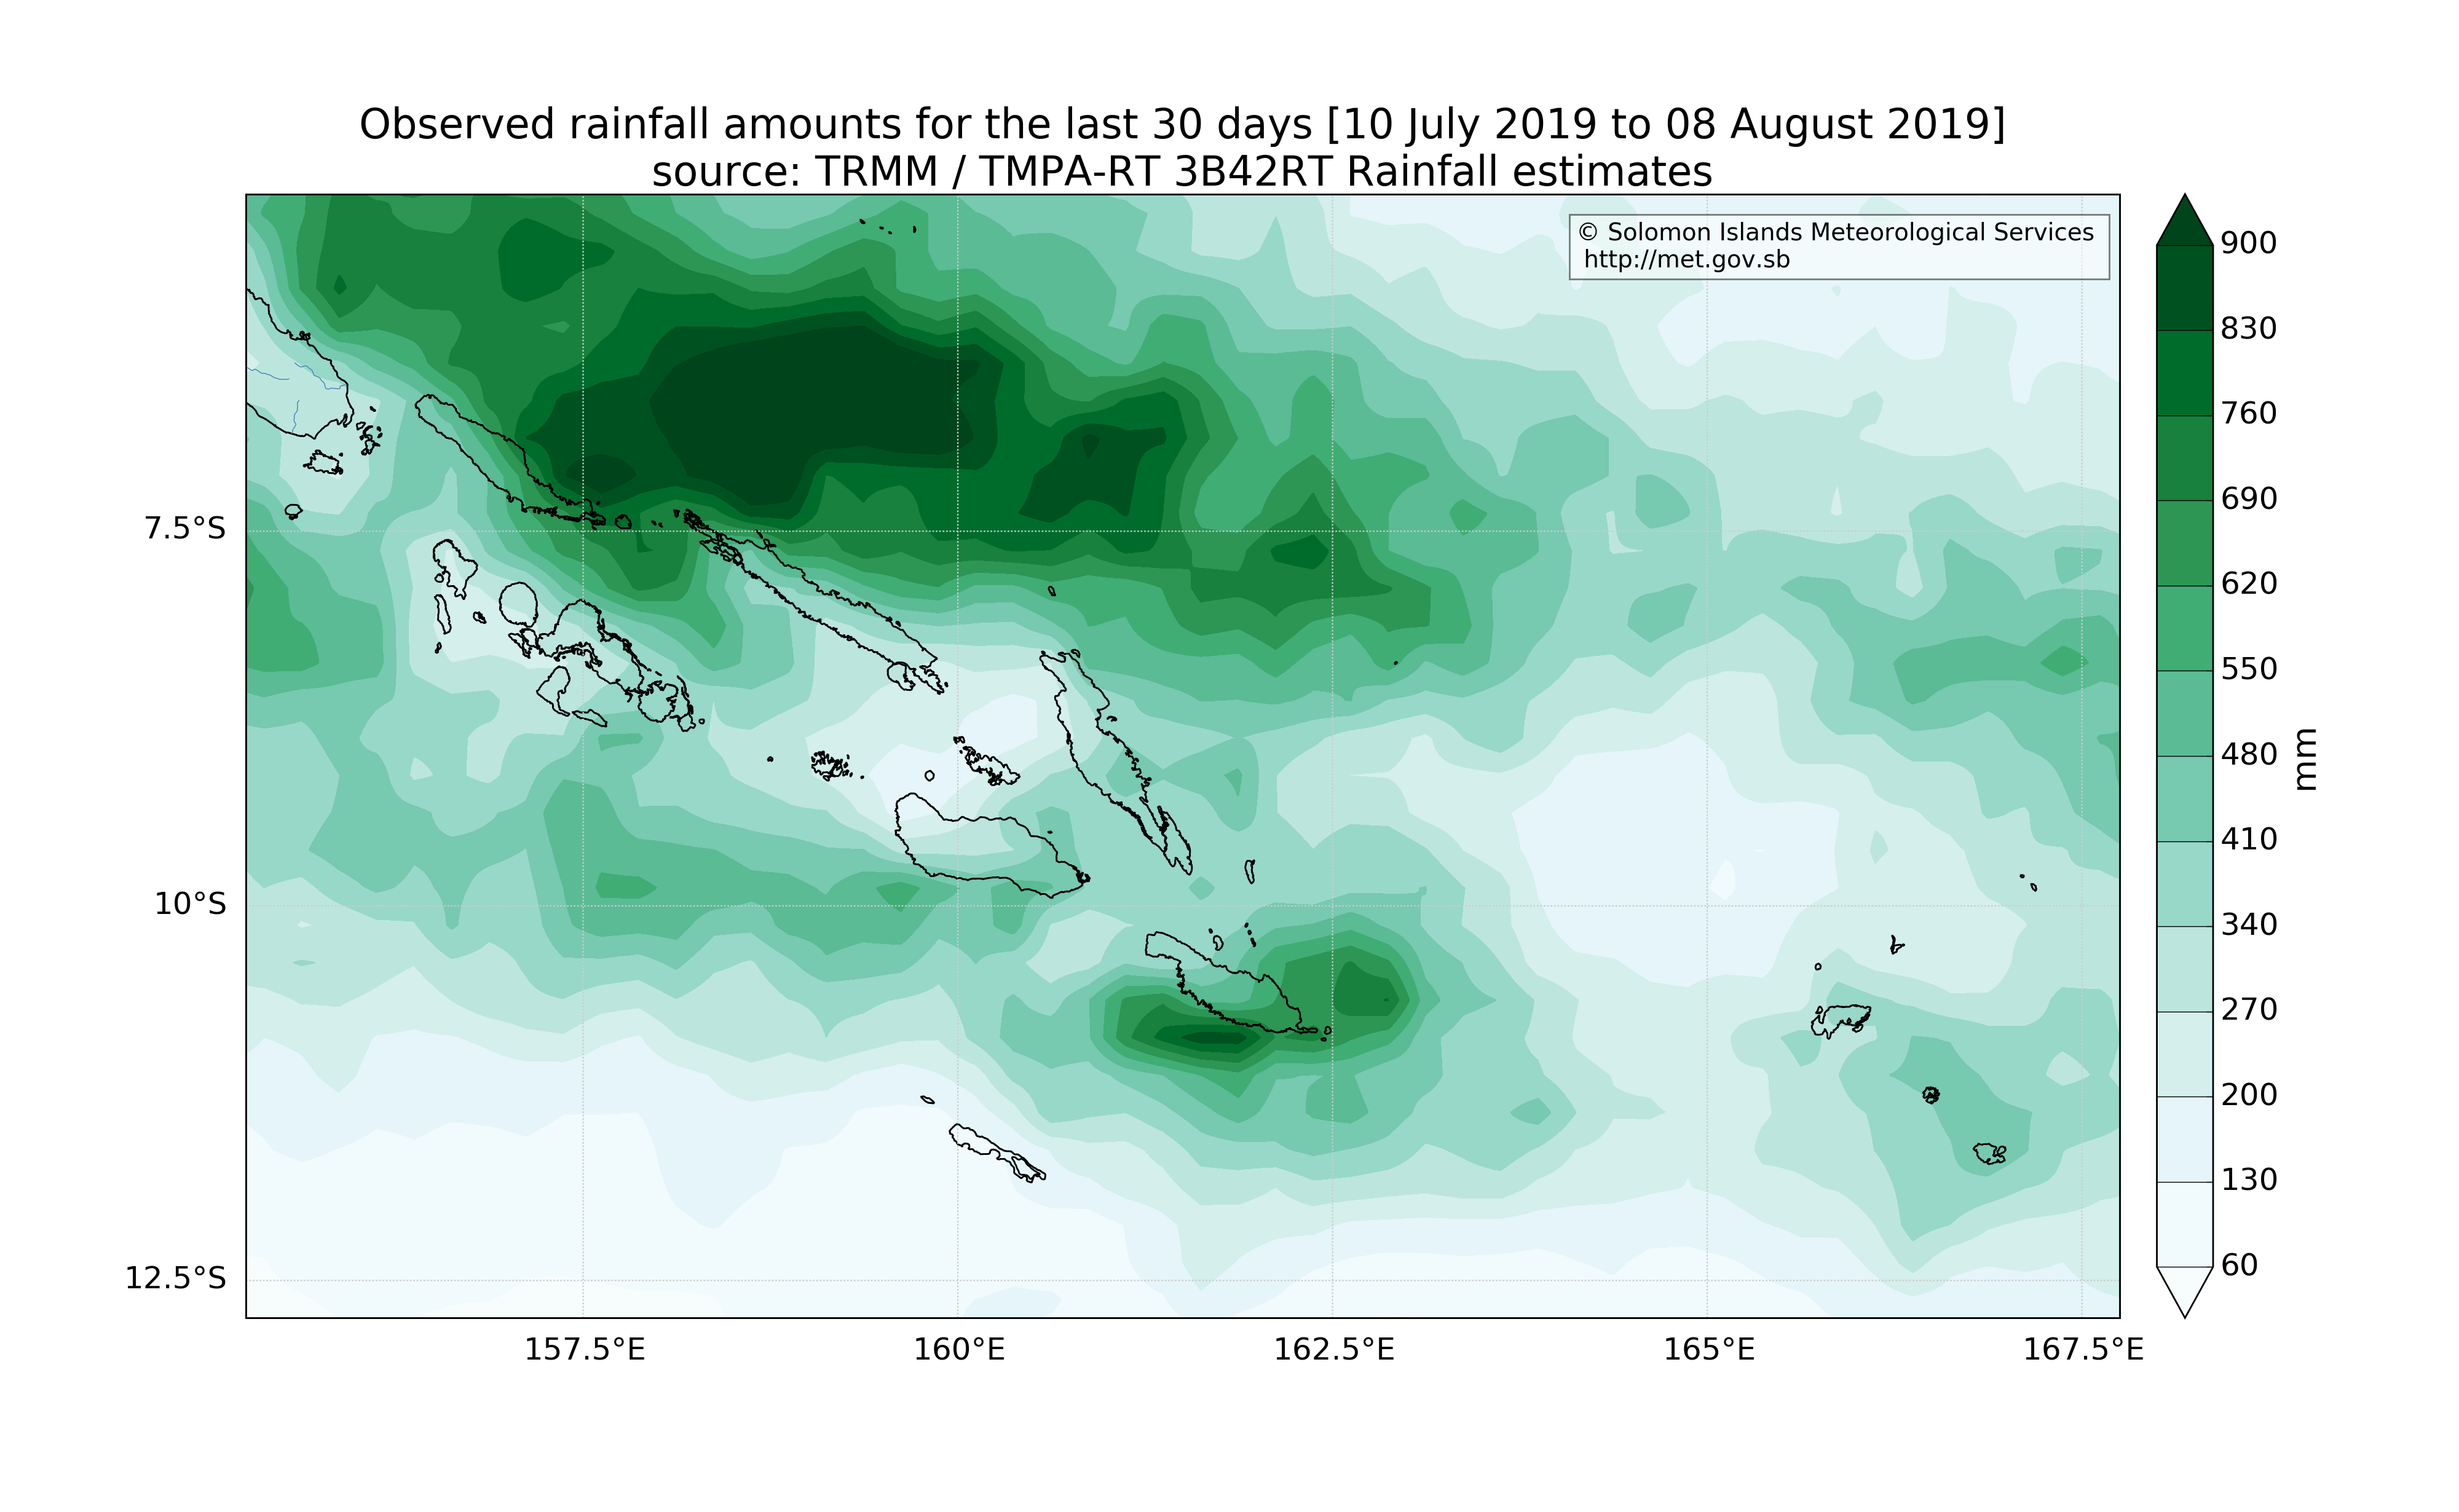 Observed rainfall amounts for the last 30 days [10 July 2019 to 08 August 2019]
source: TRMM / TMPA-RT 3B42RT Rainfall estimates
© Solomon Islands Meteorological Services
http://met.gov.sb
900
830
760
690
620
550
480
410
340
270
200
130
60
mm
7.5°S
10°S
12.5°S
157.5°E
160°E
162.5°E
165°E
167.5°E